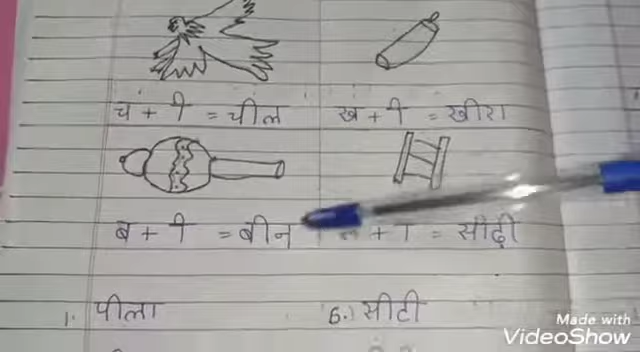 च + ी = चील ख + ी = खीरा
ब + ी = बीन + ी = सीढ़ी
1. पीला 6.) सीटी
Made with
VideoShow